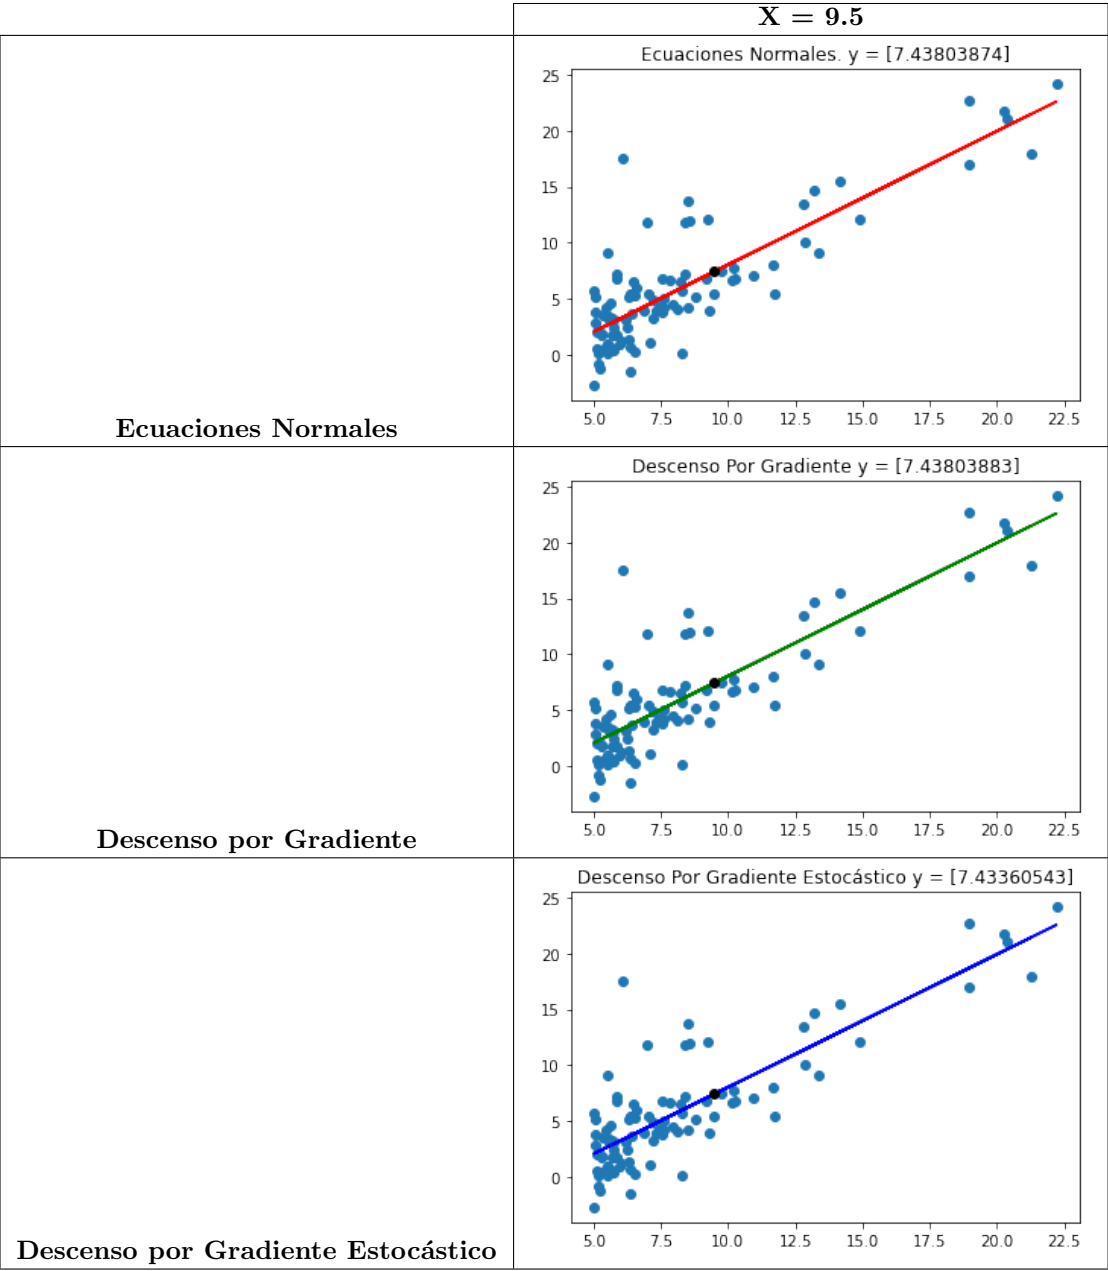 X = 9.5
Ecuaciones Normales. y = [7.43803874]
25
20
15
10
5
0
5.0 7.5 10.0 12.5 15.0 17.5 20.0 22.5
Ecuaciones Normales
Descenso Por Gradiente y = [7.43803883]
25
20
15
10
5
0
5.0 7.5 10.0 12.5 15.0 17.5 20.0 22.5
Descenso por Gradiente
Descenso Por Gradiente Estocástico y = [7.43360543]
25
20
15
10
5
0
5.0 7.5 10.0 12.5 15.0 17.5 20.0 22.5
Descenso por Gradiente Estocástico